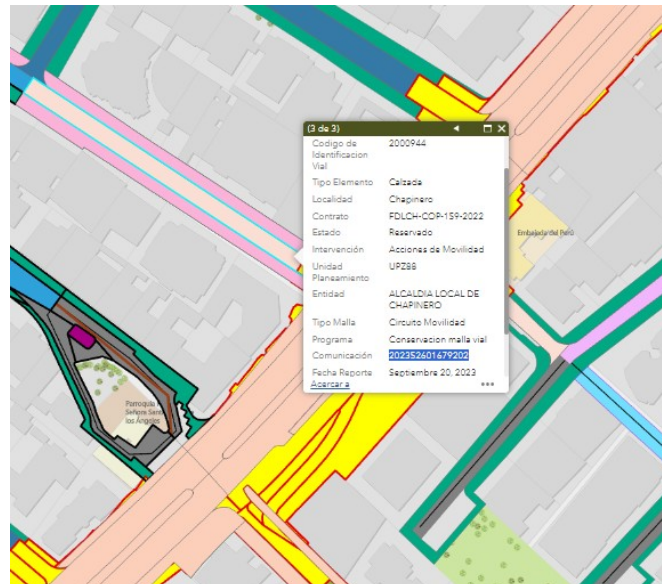 (3 de 3)
Codigo de Identificacion Vial 2000944
Tipo Elemento Calzada
Localidad Chapinero
Contrato FDLCH-COP-159-2022
Estado Reservado
Intervención Acciones de Movilidad
Unidad Planeamiento UPZ88
Entidad ALCALDIA LOCAL DE CHAPINERO
Tipo Malla Circuito Movilidad
Programa Conservacion malla vial
Comunicación 202352601679202
Fecha Reporte Septiembre 20, 2023
Acercar a
Embajada del Perú
Parroquia
Señora Sant
los Ángeles